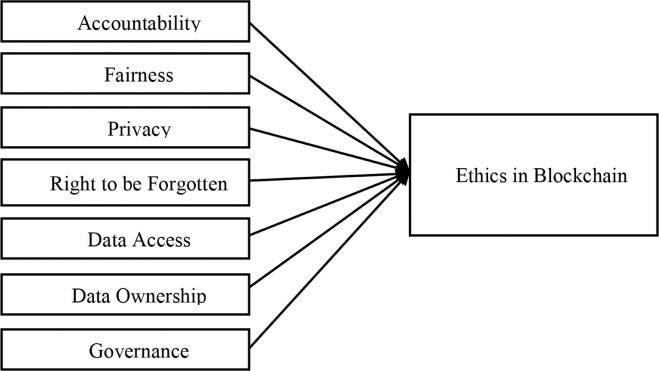 Accountability
Fairness
Privacy
Right to be Forgotten
Data Access
Data Ownership
Governance
Ethics in Blockchain